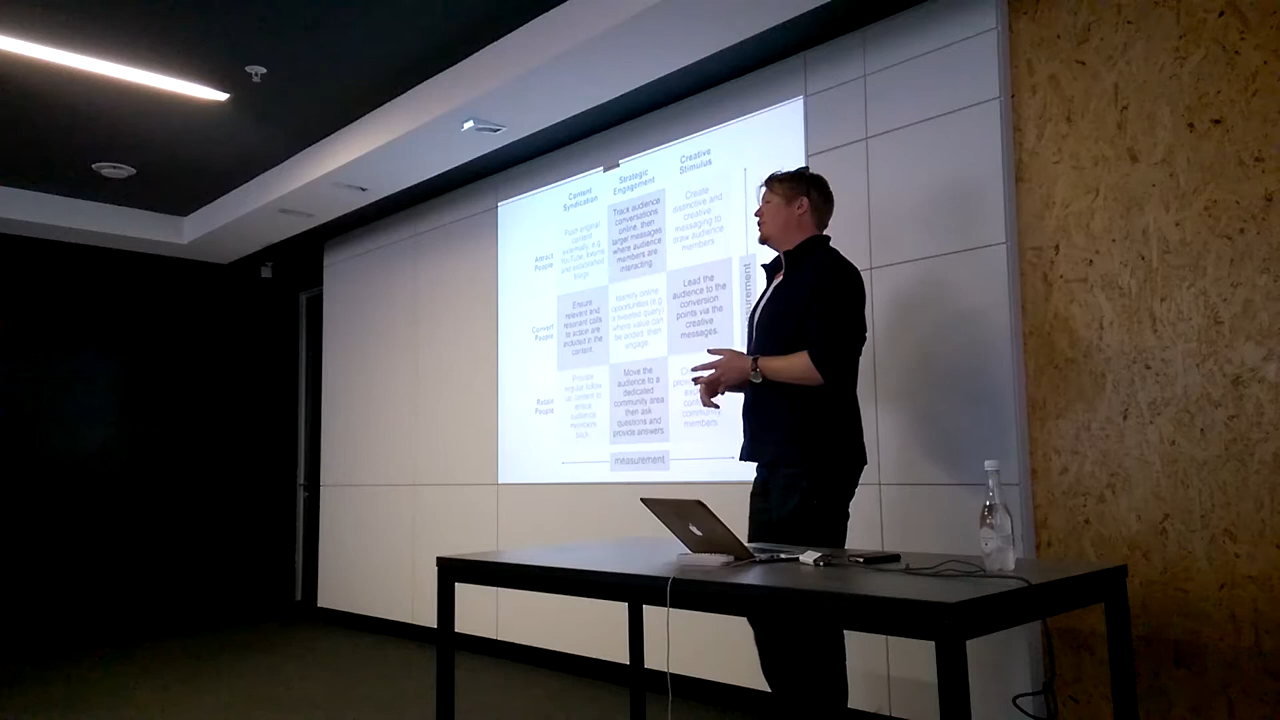 Content
Syndication
Strategic
Engagement
Creative
Stimulus
Attract
People
Push original
content
externally, e.g.
YouTube,
and established
blogs
Track audience
conversations
online, then
target messages
where audience
members are
interacting.
Create
distinctive and
creative
messaging to
draw audience
members.
Convert
People
Ensure
relevant and
resonant calls
to action are
included in the
content.
Identify online
opportunities (e.g.
a tweeted query)
where value can
be added, then
engage.
Lead the
audience to the
conversion
points via the
creative
messages.
Retain
People
Provide
regular follow
up content to
entice
audience
members
back.
Move the
audience to a
dedicated
community area
then ask
questions and
provide answers.
community
members
measurement
surement